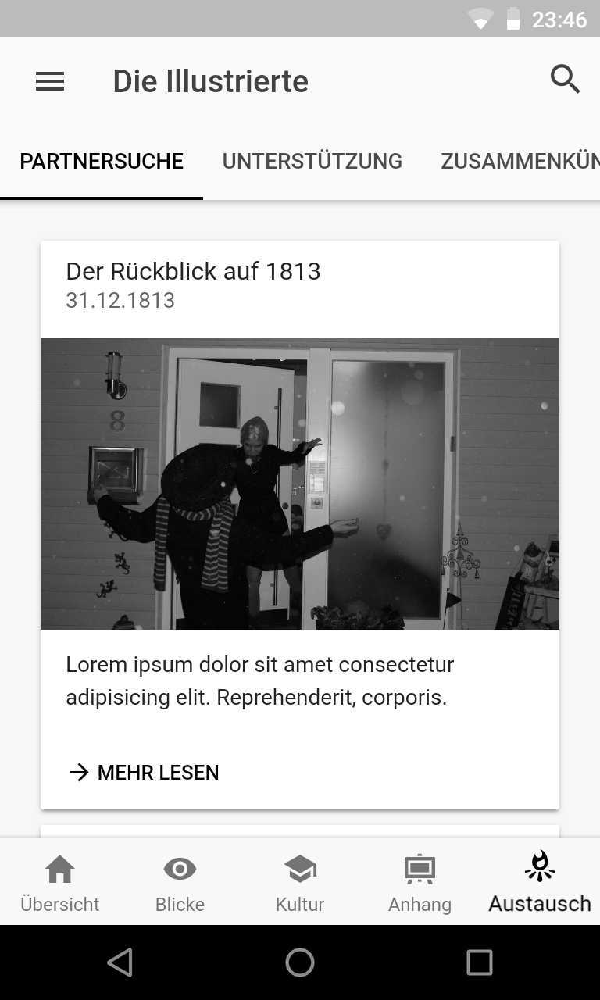 23:46
Die Illustrierte
PARTNERSUCHE UNTERSTÜTZUNG ZUSAMMENKÜN
Der Rückblick auf 1813
31.12.1813
8
Lorem ipsum dolor sit amet consectetur
adipisicing elit. Reprehenderit, corporis.
MEHR LESEN
Übersicht Blicke Kultur Anhang Austausch